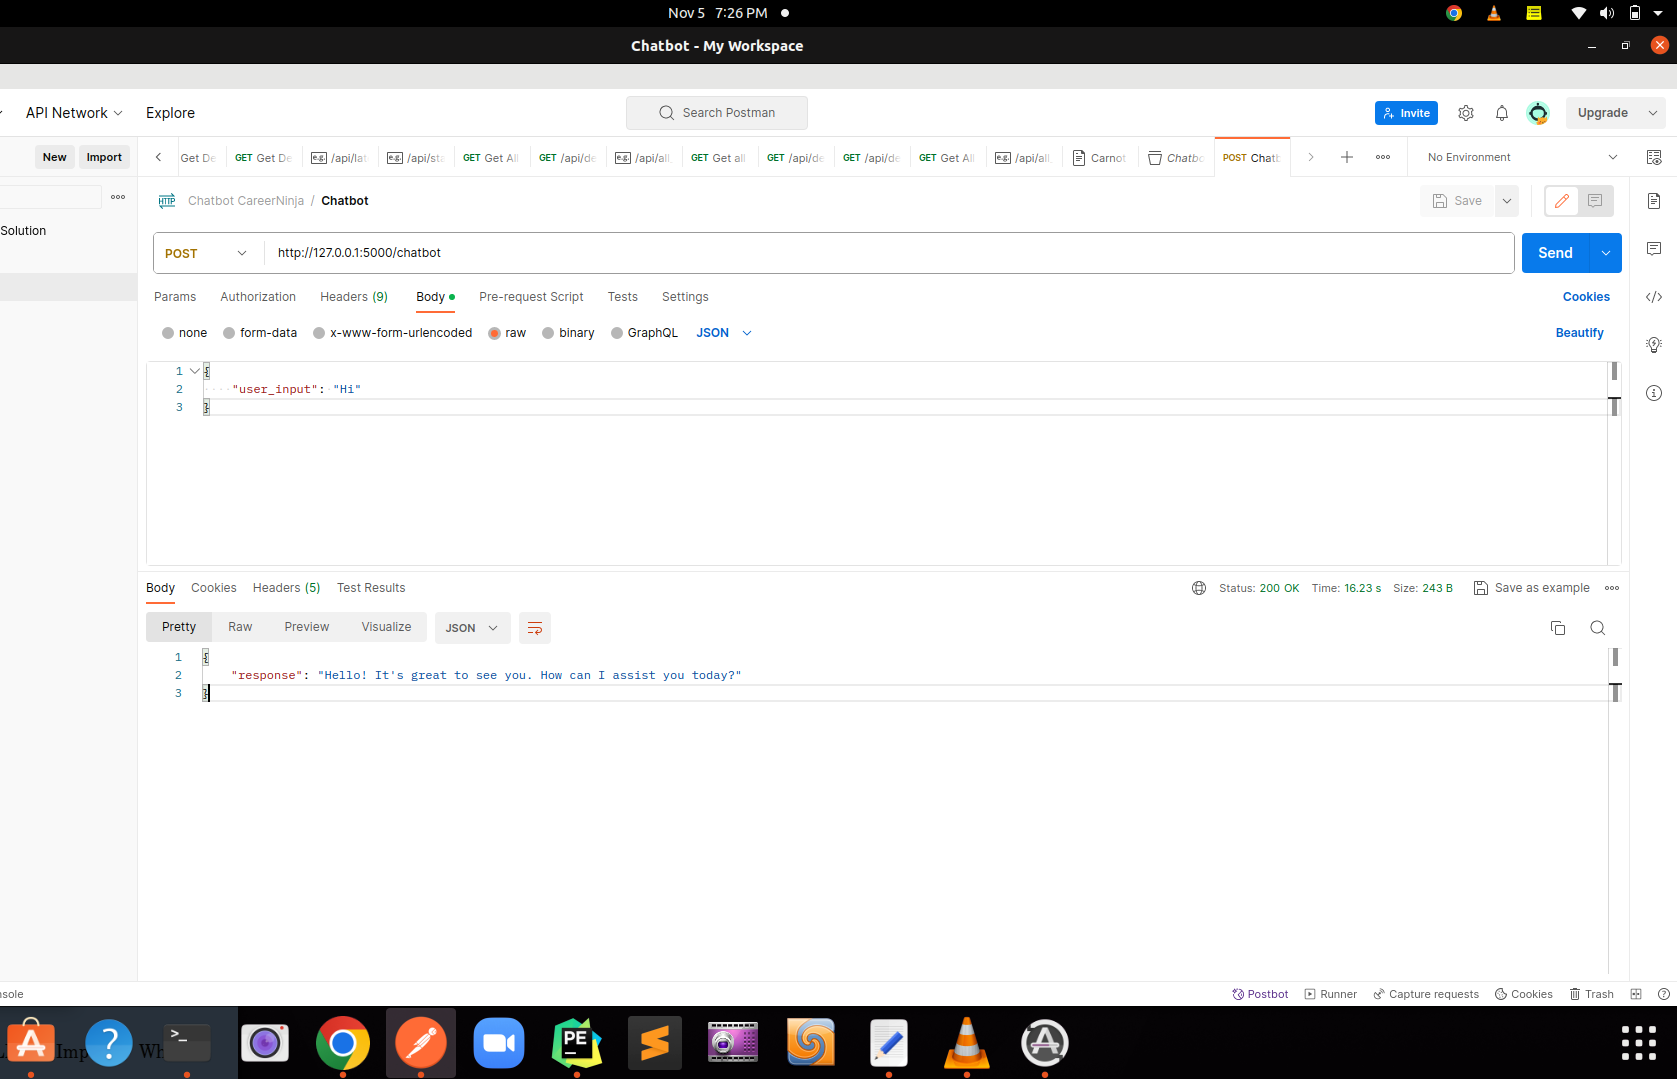 Nov 5 7:26 PM
Chatbot - My Workspace
API Network Explore Search Postman Invite Upgrade
New Import Get De GET Get De e.g. /api/lat e.g. /api/sta GET Get All GET /api/de e.g. /api/all, GET Get all GET /api/de GET /api/de GET Get All e.g. /api/all, Carnot Chatbo POST Chatb No Environment
HTTP Chatbot CareerNinja / Chatbot Save
Solution
POST http://127.0.0.1:5000/chatbot Send
Params Authorization Headers (9) Body Pre-request Script Tests Settings Cookies
none form-data x-www-form-urlencoded raw binary GraphQL JSON Beautify
1 {
2 "user_input": "Hi"
3 }
Body Cookies Headers (5) Test Results Status: 200 OK Time: 16.23 s Size: 243 B Save as example
Pretty Raw Preview Visualize JSON
1 {
2 "response": "Hello! It's great to see you. How can I assist you today?"
3 }
nsole Postbot Runner Capture requests Cookies Trash
Imp Wh
>_ PE